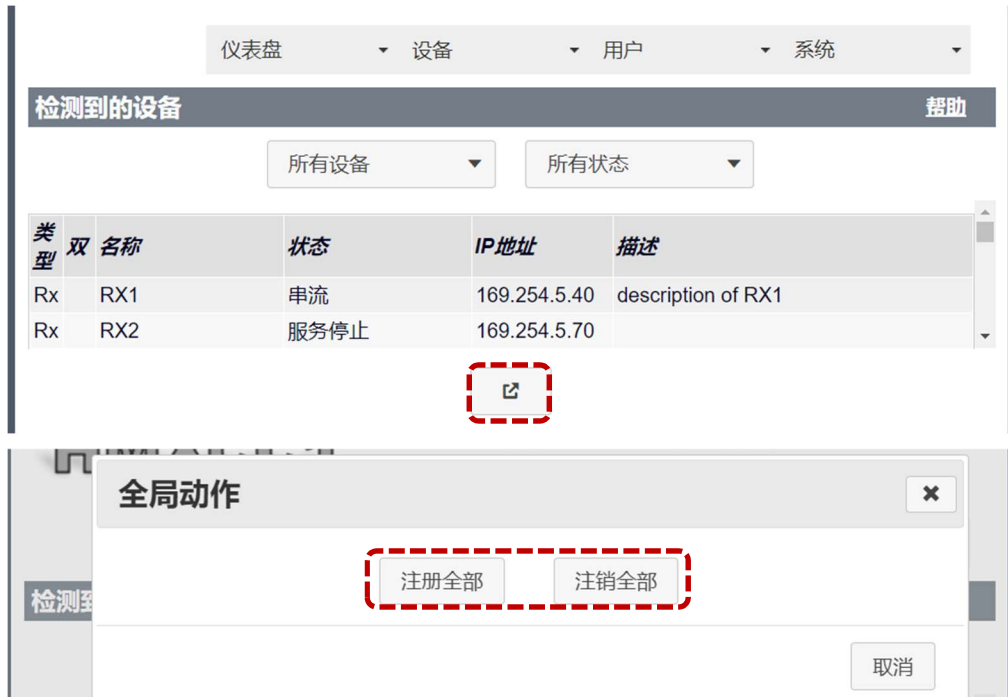 仪表盘 设备 用户 系统
检测到的设备 帮助
所有设备 所有状态
类型 双 名称 状态 IP地址 描述
Rx RX1 串流 169.254.5.40 description of RX1
Rx RX2 服务停止 169.254.5.70
全局动作
注册全部 注销全部
检测到
取消